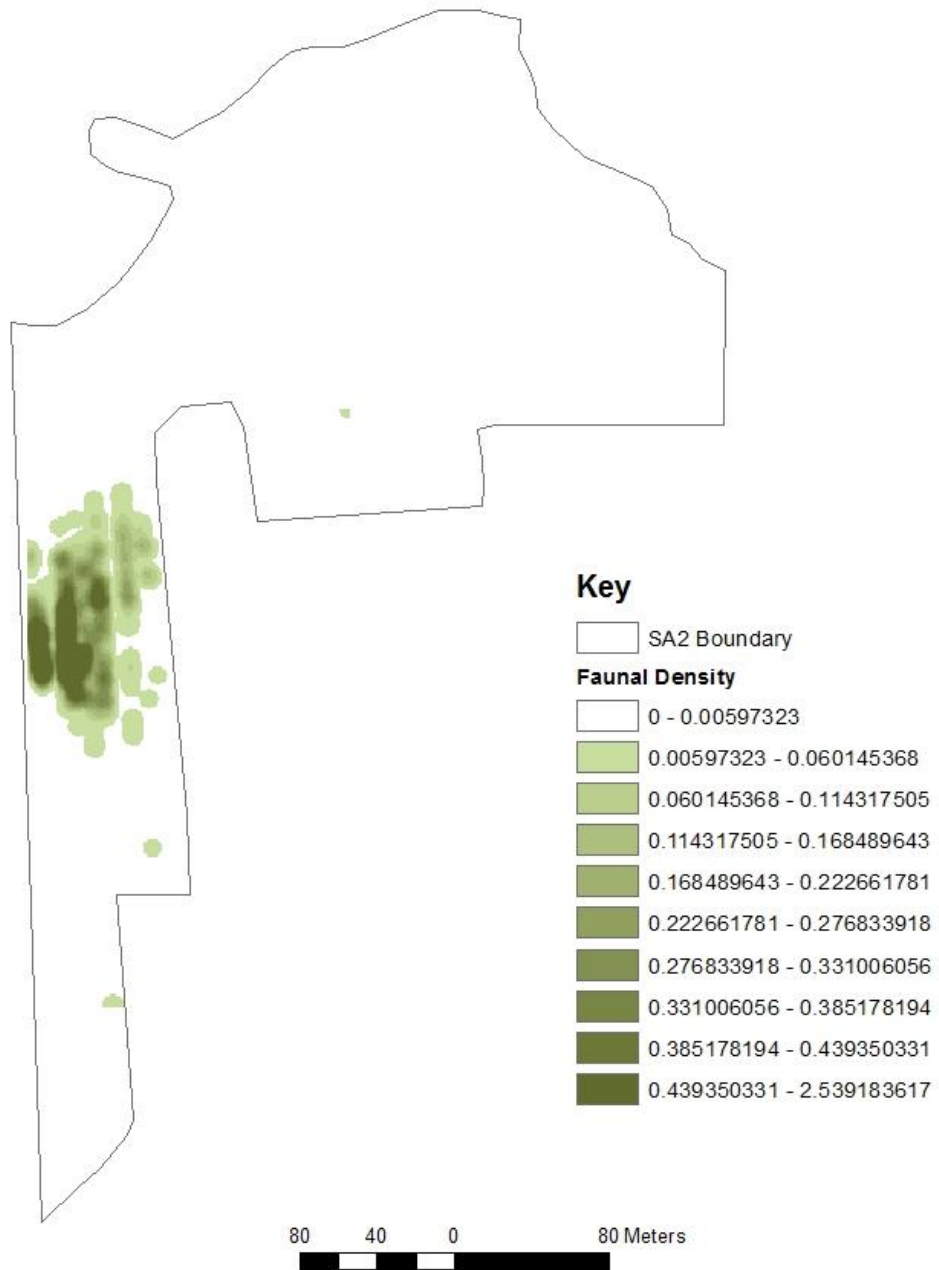 Key
SA2 Boundary
Faunal Density
0 - 0.00597323
0.00597323 - 0.060145368
0.060145368 - 0.114317505
0.114317505 - 0.168489643
0.168489643 - 0.222661781
0.222661781 - 0.276833918
0.276833918 - 0.331006056
0.331006056 - 0.385178194
0.385178194 - 0.439350331
0.439350331 - 2.539183617
80 40 0 80 Meters